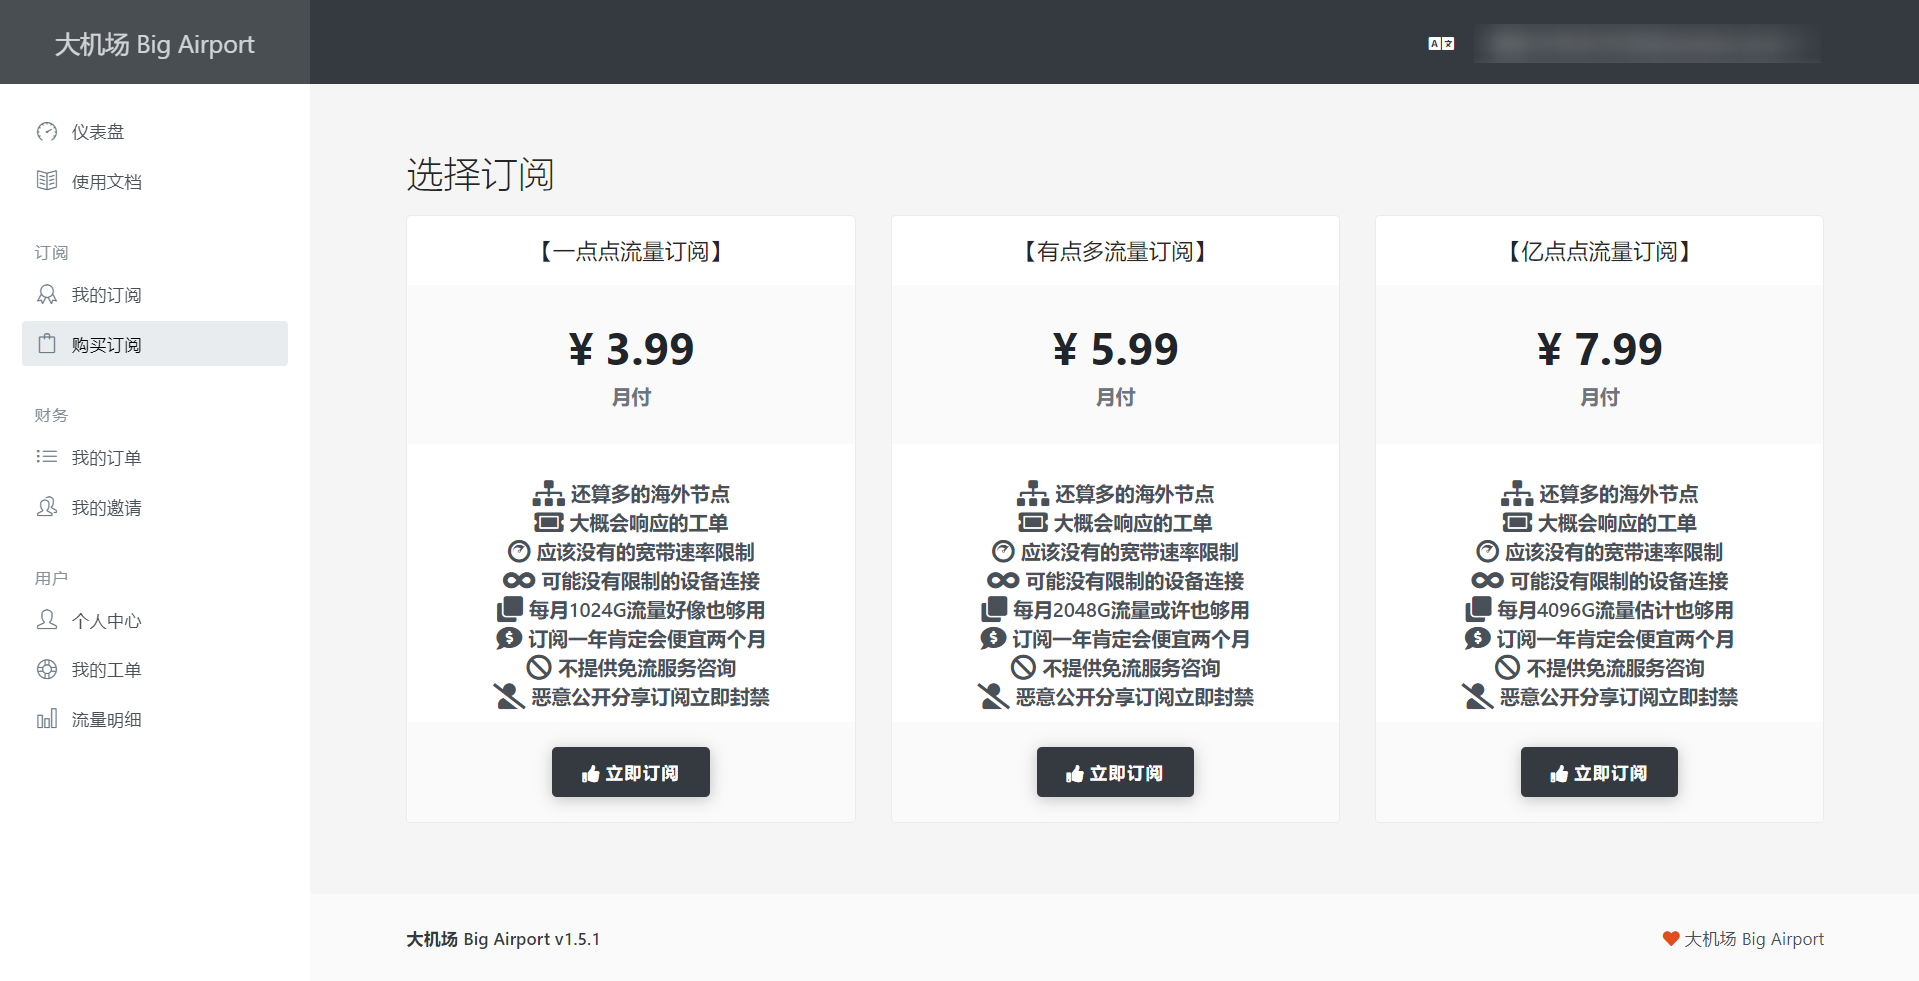 大机场 Big Airport
仪表盘
使用文档
订阅
我的订阅
购买订阅
财务
我的订单
我的邀请
用户
个人中心
我的工单
流量明细
选择订阅
【一点点流量订阅】
¥ 3.99
月付
还算多的海外节点
大概会响应的工单
应该没有的宽带速率限制
可能没有限制的设备连接
每月1024G流量好像也够用
订阅一年肯定会便宜两个月
不提供免流服务咨询
恶意公开分享订阅立即封禁
立即订阅
【有点多流量订阅】
¥ 5.99
月付
还算多的海外节点
大概会响应的工单
应该没有的宽带速率限制
可能没有限制的设备连接
每月2048G流量或许也够用
订阅一年肯定会便宜两个月
不提供免流服务咨询
恶意公开分享订阅立即封禁
立即订阅
【亿点点流量订阅】
¥ 7.99
月付
还算多的海外节点
大概会响应的工单
应该没有的宽带速率限制
可能没有限制的设备连接
每月4096G流量估计也够用
订阅一年肯定会便宜两个月
不提供免流服务咨询
恶意公开分享订阅立即封禁
立即订阅
大机场 Big Airport v1.5.1
大机场 Big Airport